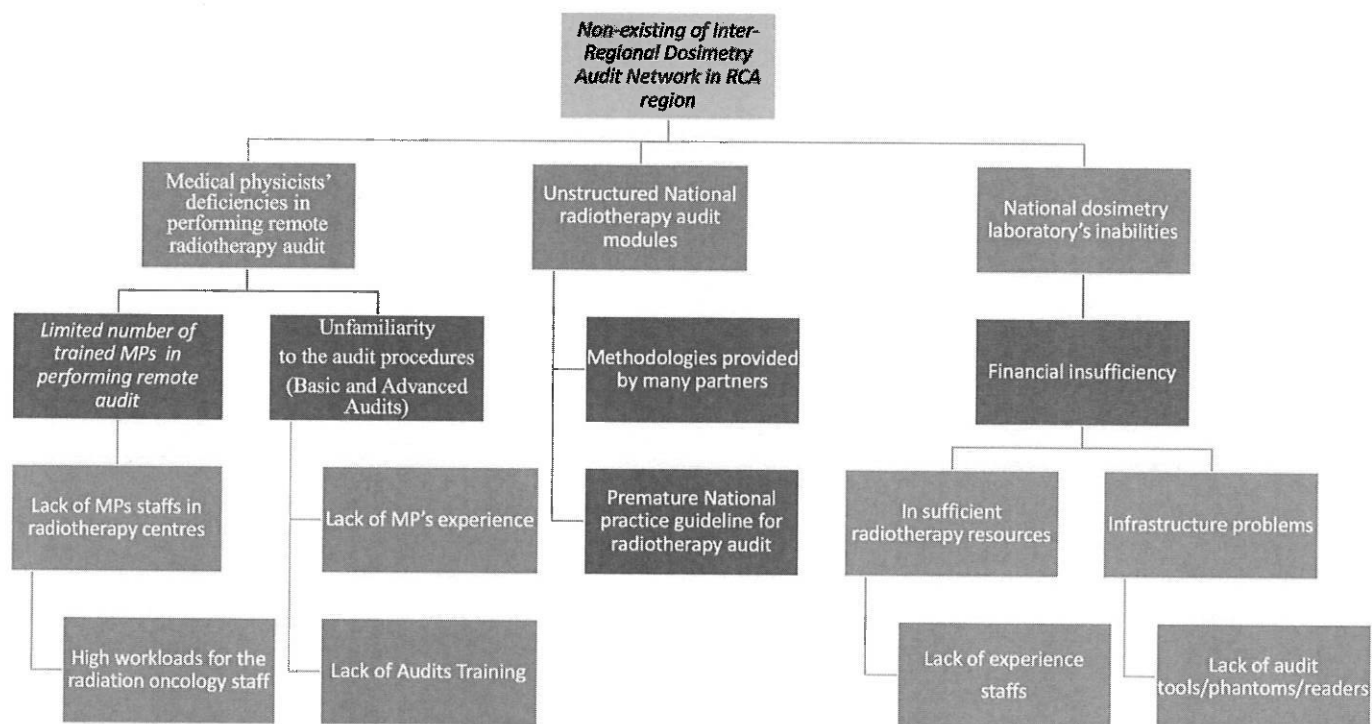 Non-existing of Inter-
Regional Dosimetry
Audit Network in RCA
region
Medical physicists’
deficiencies in
performing remote
radiotherapy audit
Unstructured National
radiotherapy audit
modules
National dosimetry
laboratory’s inabilities
Limited number of
trained MPs in
performing remote
audit
Unfamiliarity
to the audit procedures
(Basic and Advanced
Audits)
Methodologies provided
by many partners
Financial insufficiency
Lack of MPs staffs in
radiotherapy centres
Lack of MP’s experience
Premature National
practice guideline for
radiotherapy audit
In sufficient
radiotherapy resources
Infrastructure problems
High workloads for the
radiation oncology staff
Lack of Audits Training
Lack of experience
staffs
Lack of audit
tools/phantoms/readers